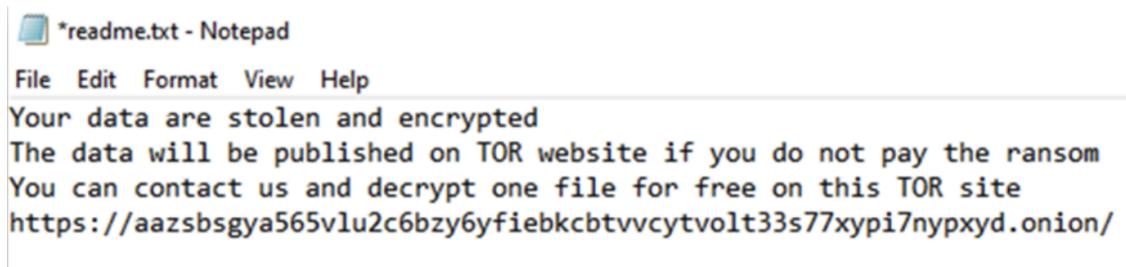 *readme.txt - Notepad
File Edit Format View Help
Your data are stolen and encrypted
The data will be published on TOR website if you do not pay the ransom
You can contact us and decrypt one file for free on this TOR site
https://aazsbsgya565vlu2c6bzy6yfiebkcbtvvcytvolt33s77xypi7nypxyd.onion/